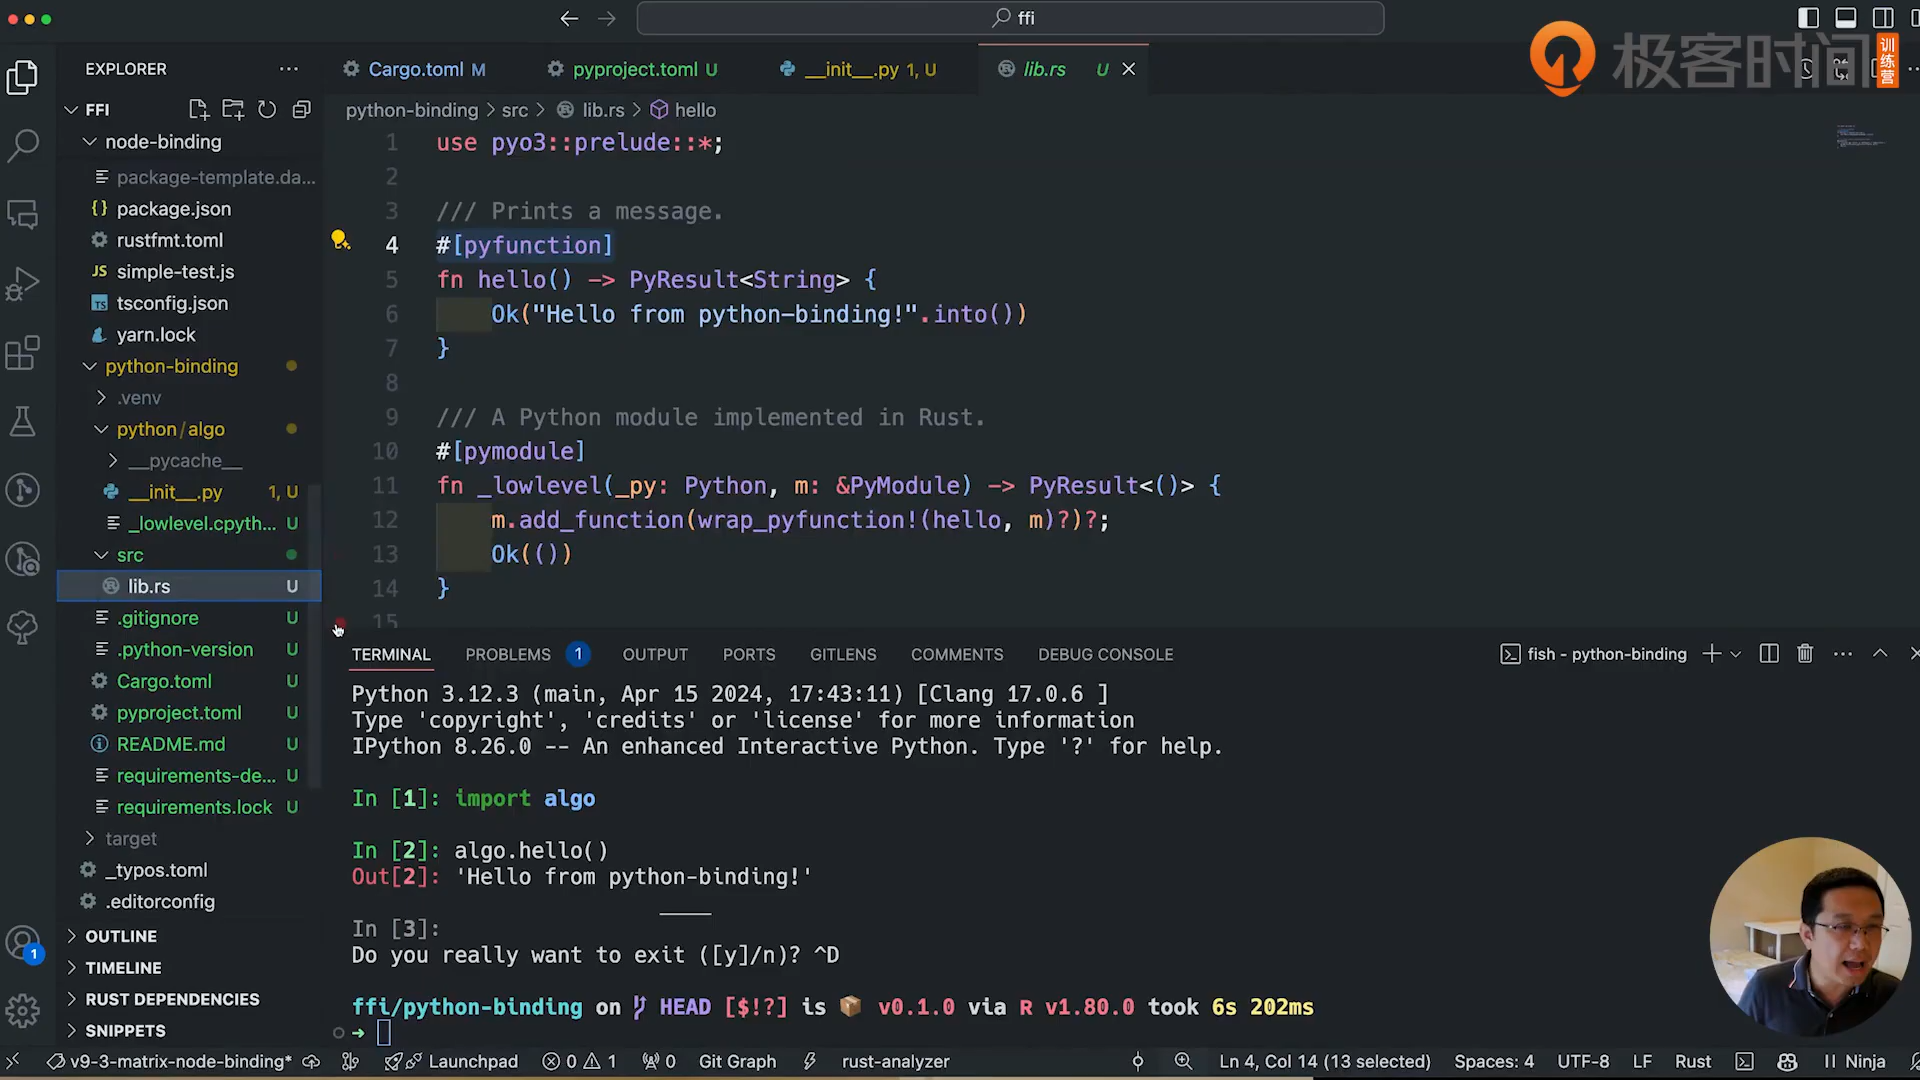 ffi
极客时间 训练营
EXPLORER
Cargo.toml M
pyproject.toml U
__init__.py 1, U
lib.rs U
FFI
python-binding > src > lib.rs > hello
node-binding
package-template.da...
package.json
rustfmt.toml
simple-test.js
tsconfig.json
yarn.lock
python-binding
.venv
python/algo
__pycache__
__init__.py 1, U
_lowlevel.cpyth... U
src
lib.rs U
.gitignore U
.python-version U
Cargo.toml U
pyproject.toml U
README.md U
requirements-de... U
requirements.lock U
target
_typos.toml
.editorconfig
OUTLINE
TIMELINE
RUST DEPENDENCIES
SNIPPETS
1 use pyo3::prelude::*;
2
3 /// Prints a message.
4 #[pyfunction]
5 fn hello() -> PyResult<String> {
6 Ok("Hello from python-binding!".into())
7 }
8
9 /// A Python module implemented in Rust.
10 #[pymodule]
11 fn _lowlevel(_py: Python, m: &PyModule) -> PyResult<()> {
12 m.add_function(wrap_pyfunction!(hello, m)?)?;
13 Ok(())
14 }
15
TERMINAL PROBLEMS 1 OUTPUT PORTS GITLENS COMMENTS DEBUG CONSOLE
fish - python-binding
Python 3.12.3 (main, Apr 15 2024, 17:43:11) [Clang 17.0.6 ]
Type 'copyright', 'credits' or 'license' for more information
IPython 8.26.0 -- An enhanced Interactive Python. Type '?' for help.
In [1]: import algo
In [2]: algo.hello()
Out[2]: 'Hello from python-binding!'
In [3]:
Do you really want to exit ([y]/n)? ^D
ffi/python-binding on HEAD [$!?] is 📦 v0.1.0 via R v1.80.0 took 6s 202ms
➜
1
v9-3-matrix-node-binding* Launchpad 0 1 0 Git Graph rust-analyzer Ln 4, Col 14 (13 selected) Spaces: 4 UTF-8 LF Rust Ninja